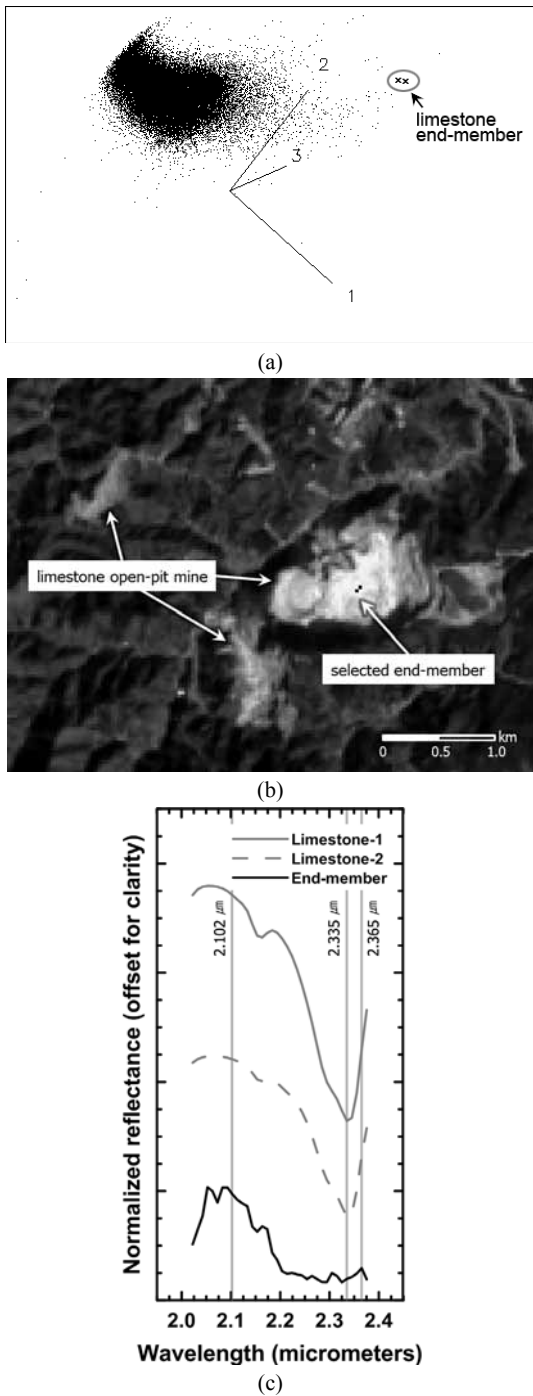 2
3
1
limestone
end-member
(a)
limestone open-pit mine
selected end-member
km
0 0.5 1.0
(b)
Limestone-1
Limestone-2
End-member
2.102 ㎛
2.335 ㎛
2.365 ㎛
Normalized reflectance (offset for clarity)
2.0 2.1 2.2 2.3 2.4
Wavelength (micrometers)
(c)